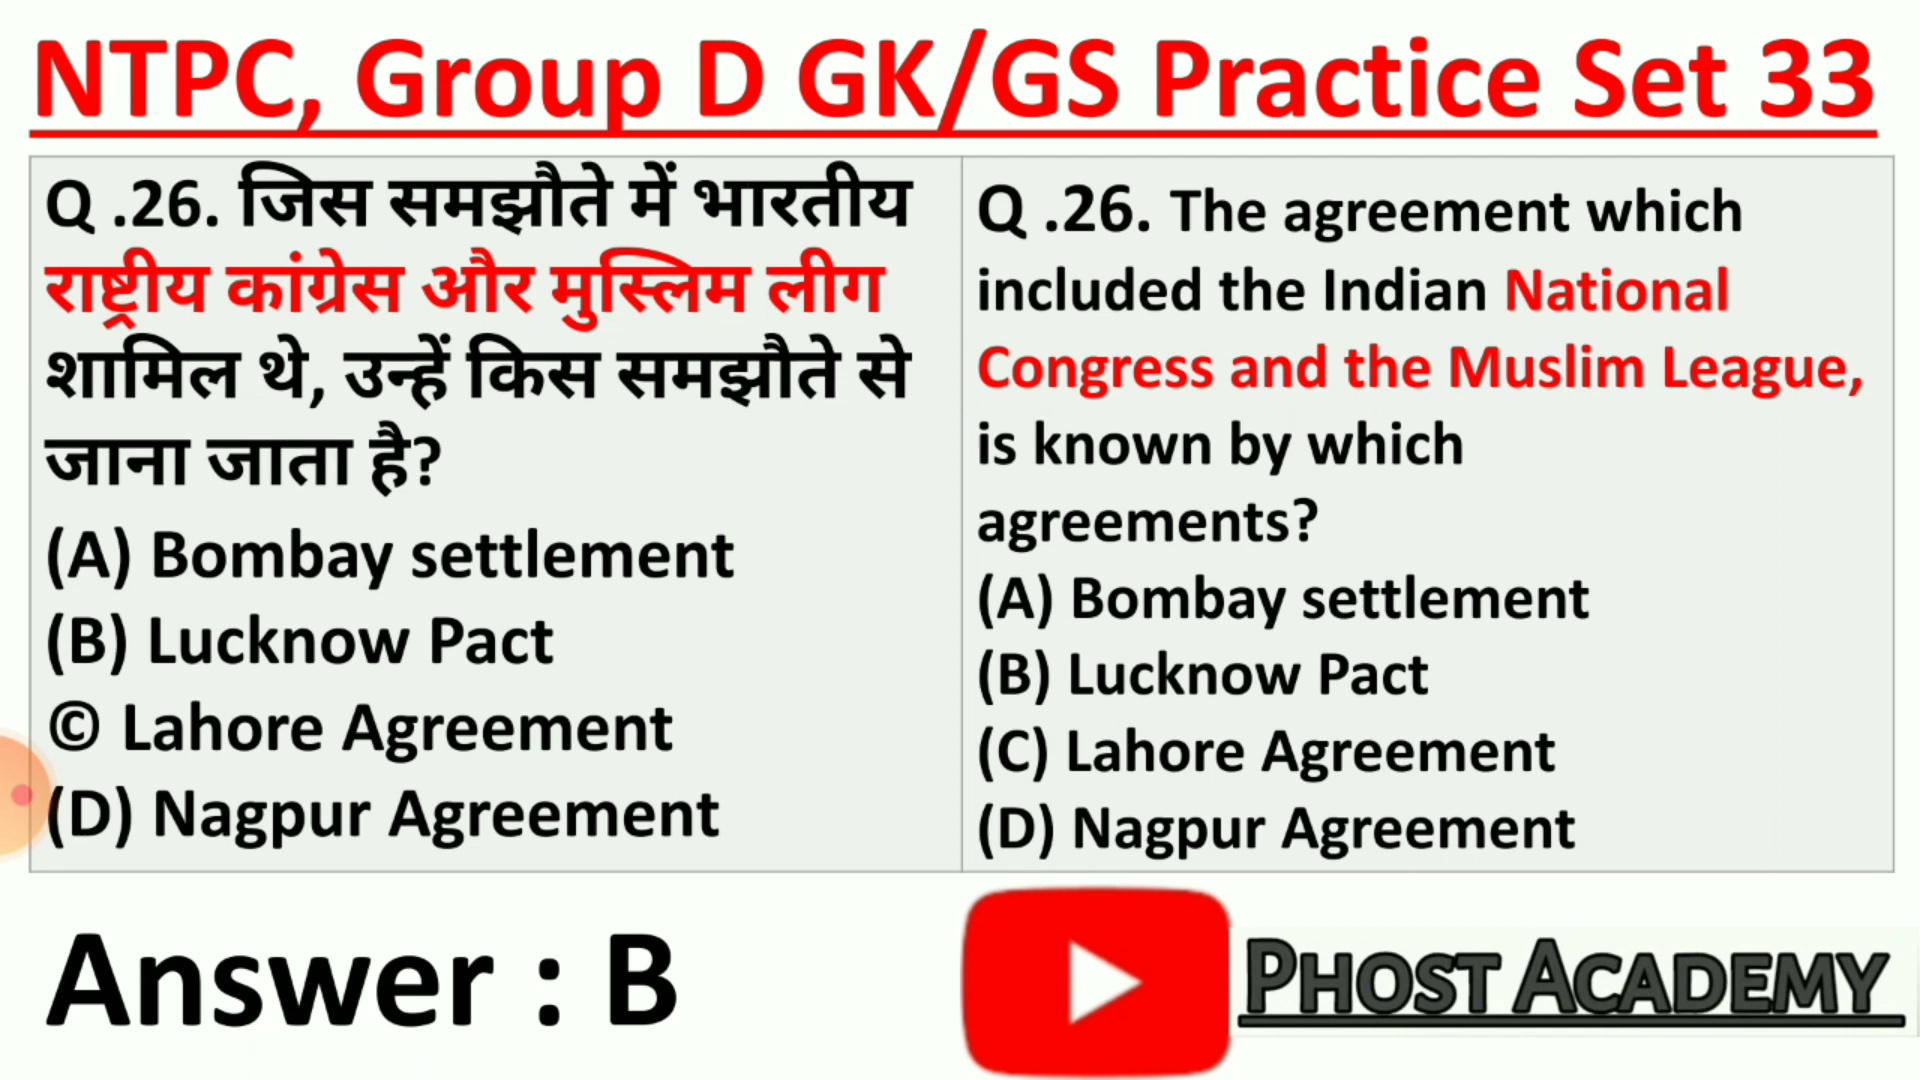 NTPC, Group D GK/GS Practice Set 33
Q .26. जिस समझौते में भारतीय
राष्ट्रीय कांग्रेस और मुस्लिम लीग
शामिल थे, उन्हें किस समझौते से
जाना जाता है?
(A) Bombay settlement
(B) Lucknow Pact
© Lahore Agreement
(D) Nagpur Agreement
Q .26. The agreement which
included the Indian National
Congress and the Muslim League,
is known by which
agreements?
(A) Bombay settlement
(B) Lucknow Pact
(C) Lahore Agreement
(D) Nagpur Agreement
Answer : B
PHOST ACADEMY